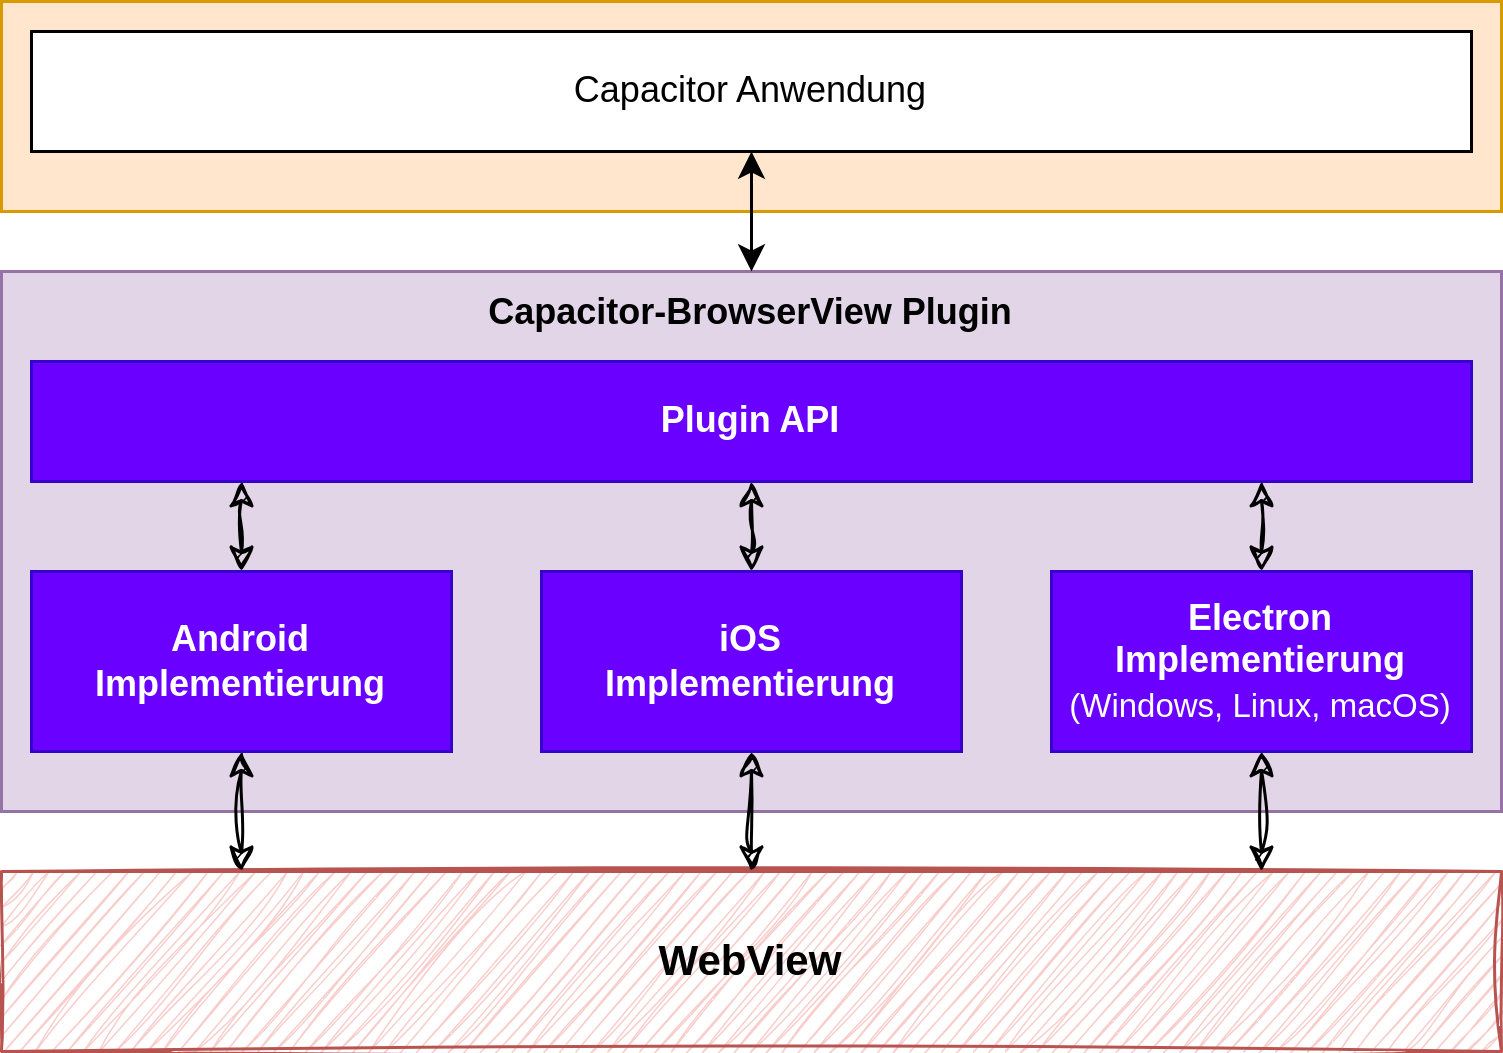 Capacitor Anwendung
Capacitor-BrowserView Plugin
Plugin API
Android
Implementierung
iOS
Implementierung
Electron
Implementierung
(Windows, Linux, macOS)
WebView